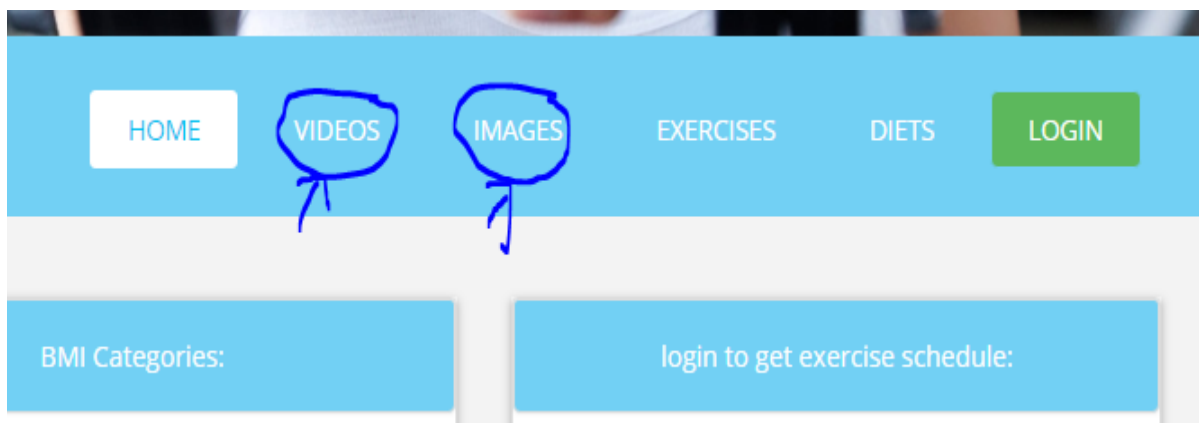 HOME VIDEOS IMAGES EXERCISES DIETS LOGIN
BMI Categories:
login to get exercise schedule: